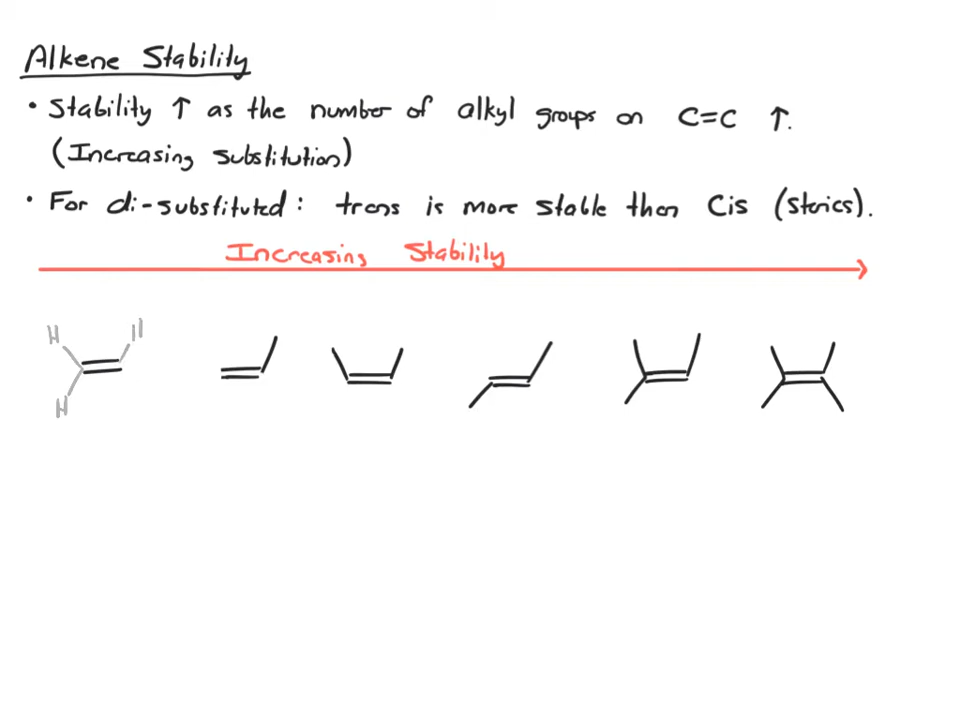 Alkene Stability
• Stability ↑ as the number of alkyl groups on C=C ↑.
(Increasing substitution)
• For di-substituted: trans is more stable than Cis (sterics).
Increasing Stability
H H
H